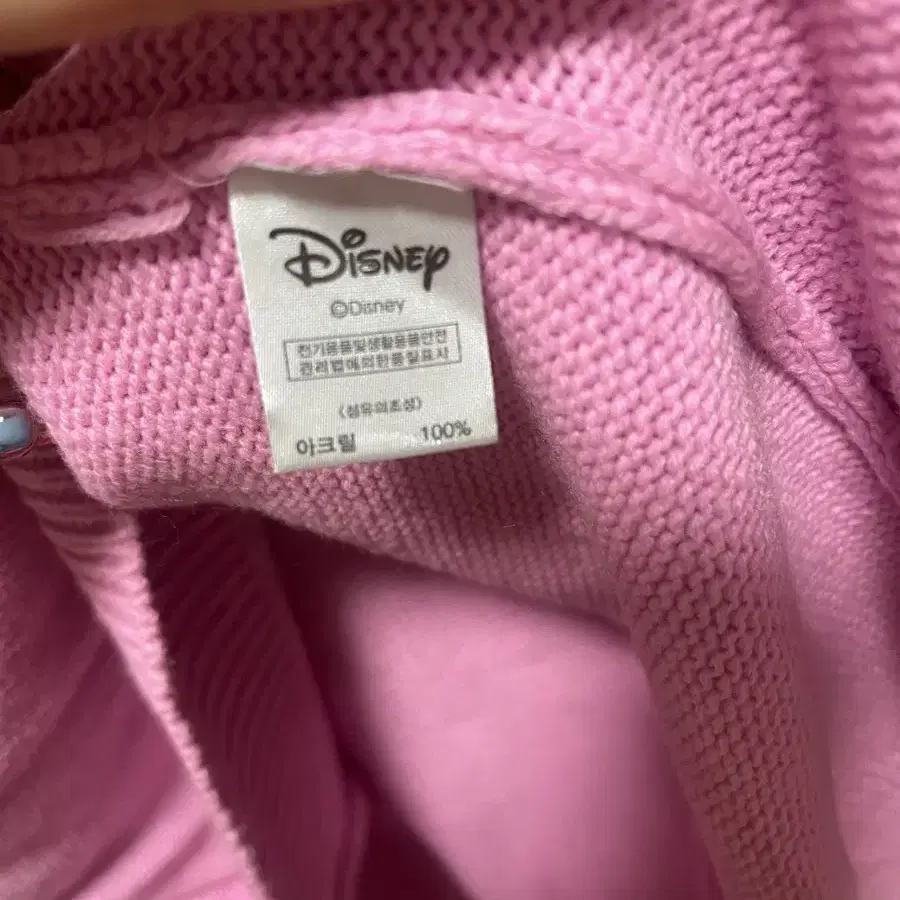 Disney
©Disney
전기용품및생활용품안전
관리법에의한품질표시
(섬유의조성)
아크릴 100%